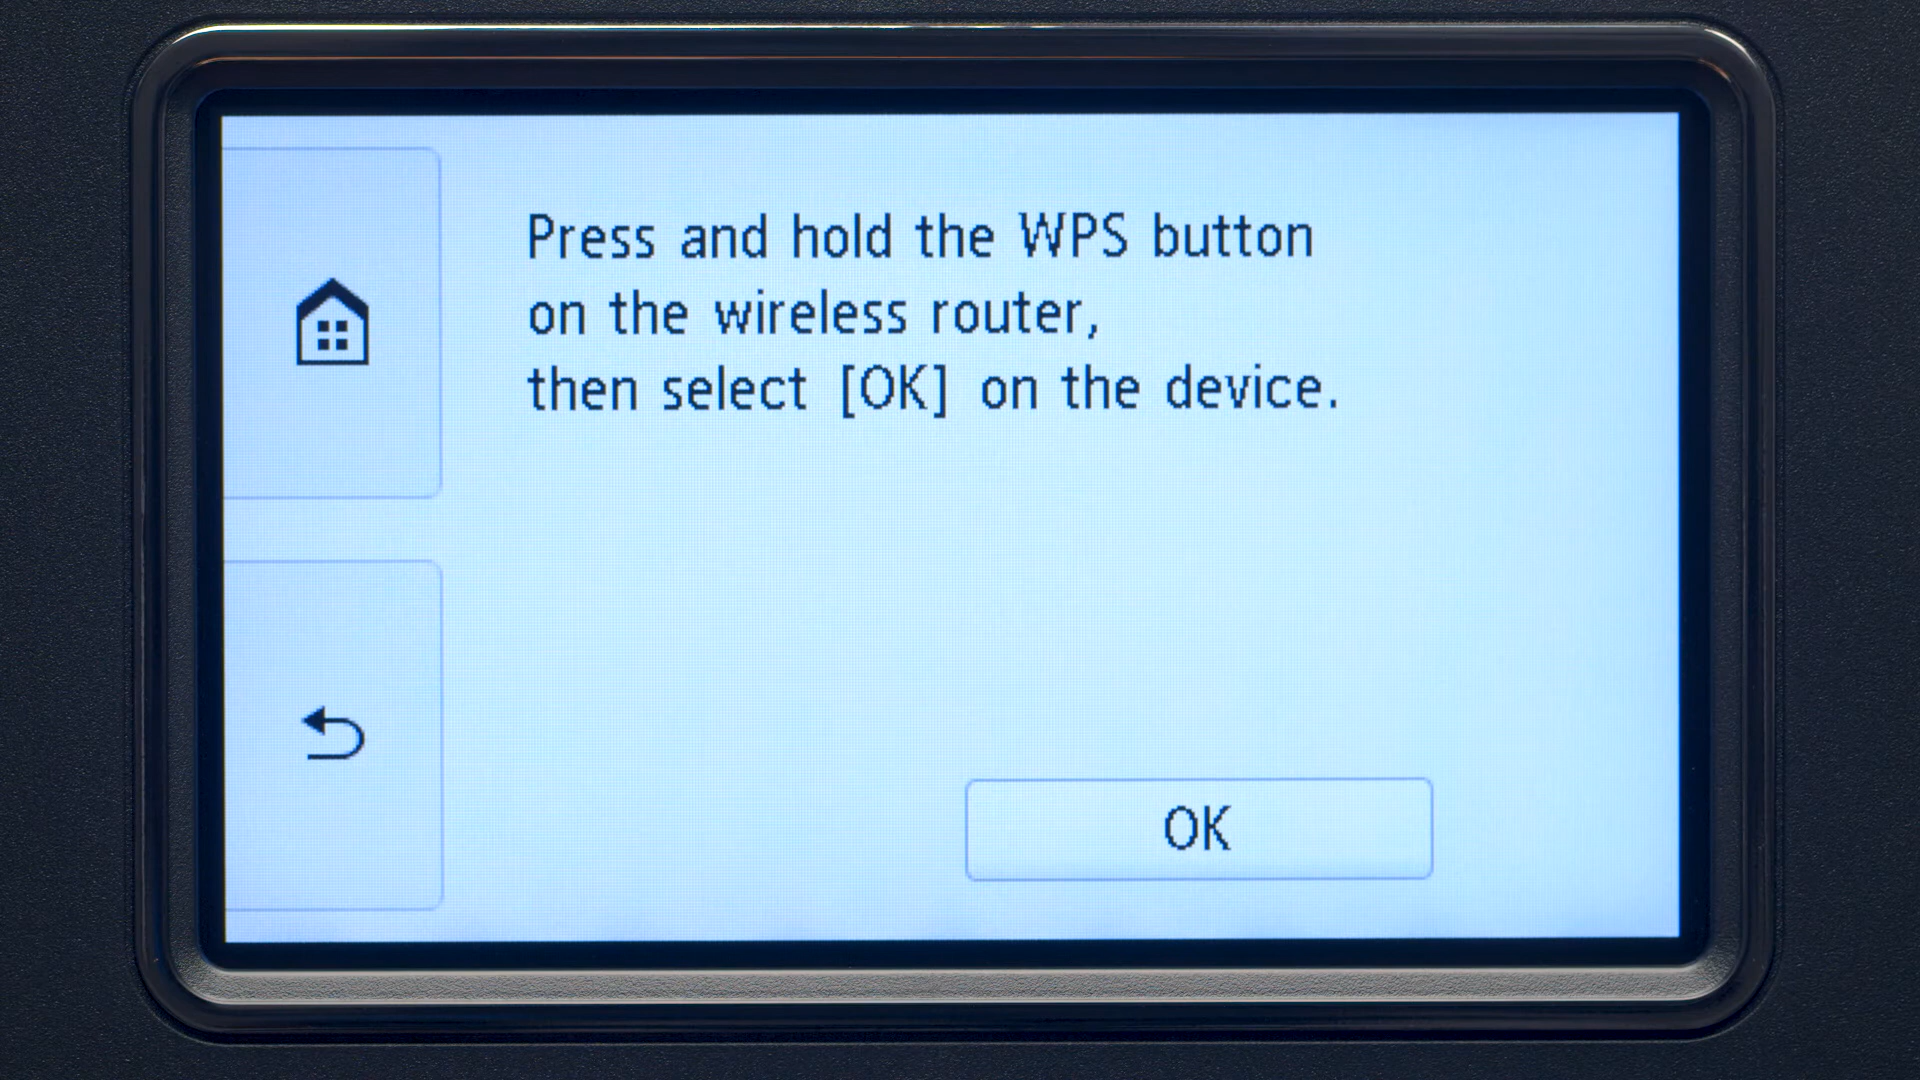 Press and hold the WPS button
on the wireless router,
then select [OK] on the device.
OK